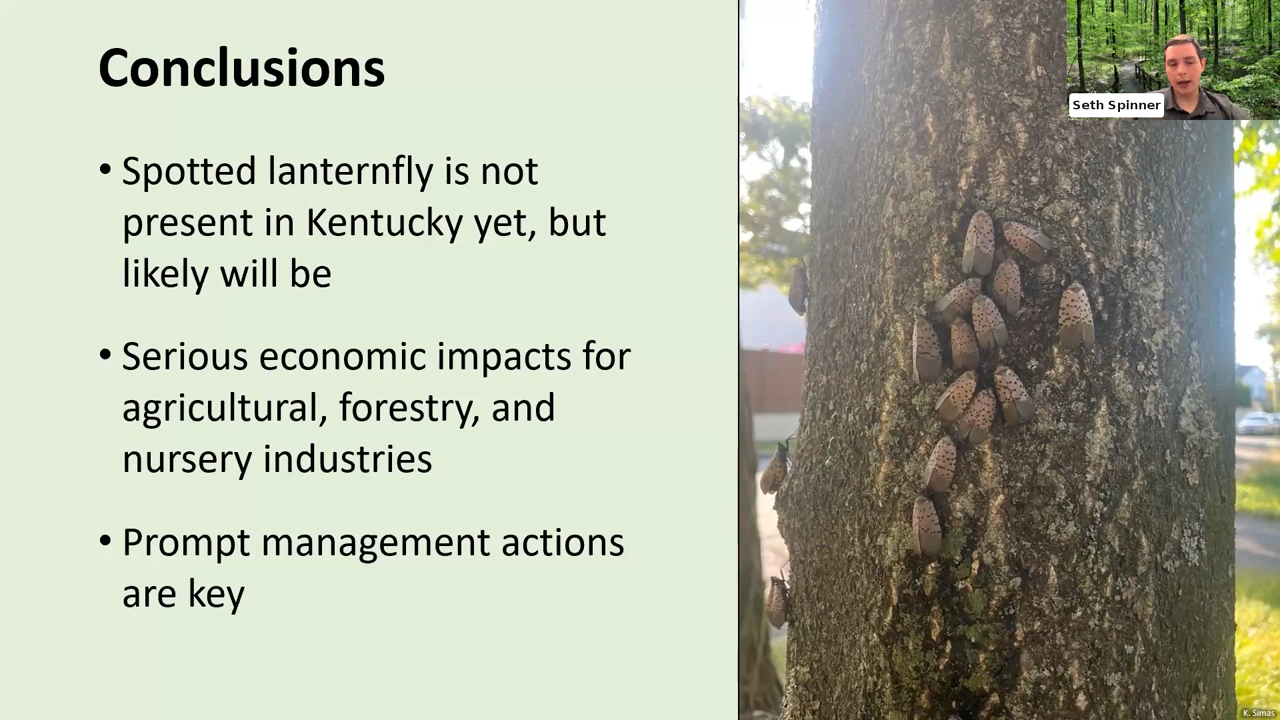 Conclusions
• Spotted lanternfly is not
present in Kentucky yet, but
likely will be
• Serious economic impacts for
agricultural, forestry, and
nursery industries
• Prompt management actions
are key
Seth Spinner
K. Simas